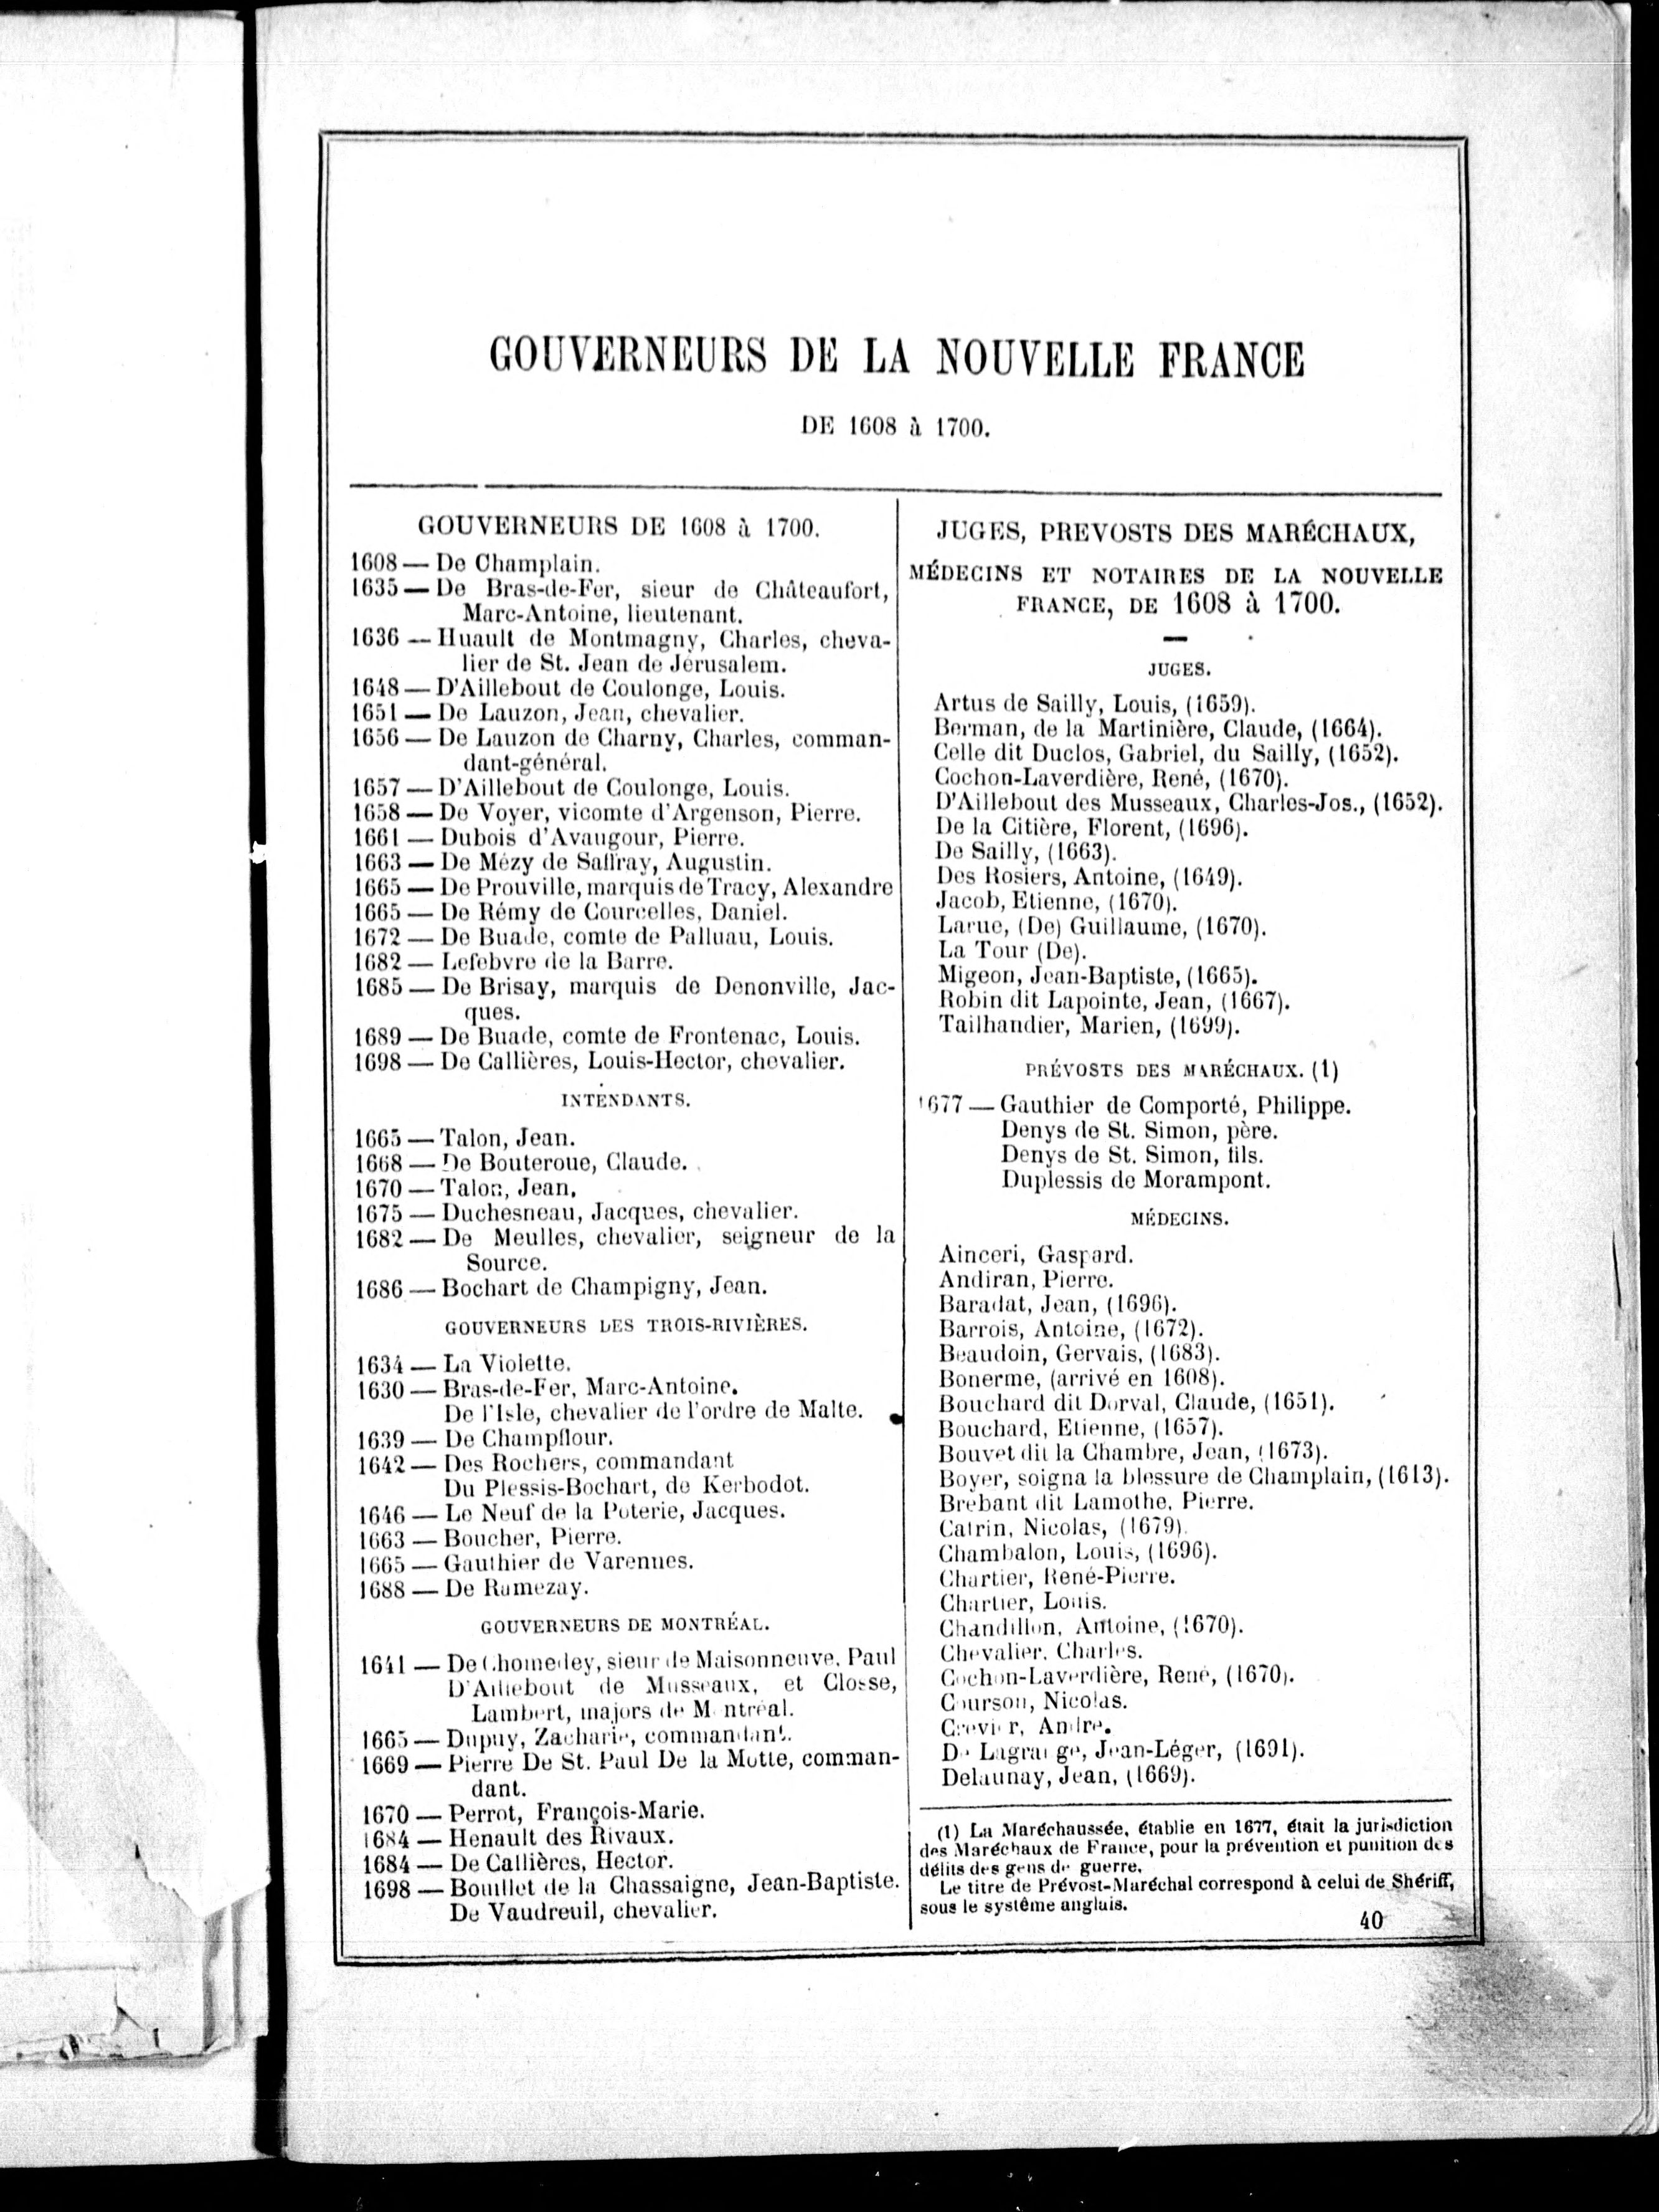 GOUVERNEURS DE LA NOUVELLE FRANCE
DE 1608 à 1700.
GOUVERNEURS DE 1608 à 1700.
1608 — De Champlain.
1635 — De Bras-de-Fer, sieur de Châteaufort,
Marc-Antoine, lieutenant.
1636 — Huault de Montmagny, Charles, cheva-
lier de St. Jean de Jérusalem.
1648 — D'Aillebout de Coulonge, Louis.
1651 — De Lauzon, Jean, chevalier.
1656 — De Lauzon de Charny, Charles, comman-
dant-général.
1657 — D'Aillebout de Coulonge, Louis.
1658 — De Voyer, vicomte d'Argenson, Pierre.
1661 — Dubois d'Avaugour, Pierre.
1663 — De Mézy de Saffray, Augustin.
1665 — De Prouville, marquis de Tracy, Alexandre
1665 — De Rémy de Courcelles, Daniel.
1672 — De Buade, comte de Palluau, Louis.
1682 — Lefebvre de la Barre.
1685 — De Brisay, marquis de Denonville, Jac-
ques.
1689 — De Buade, comte de Frontenac, Louis.
1698 — De Callières, Louis-Hector, chevalier.
INTENDANTS.
1665 — Talon, Jean.
1668 — De Bouteroue, Claude.
1670 — Talon, Jean.
1675 — Duchesneau, Jacques, chevalier.
1682 — De Meulles, chevalier, seigneur de la
Source.
1686 — Bochart de Champigny, Jean.
GOUVERNEURS DES TROIS-RIVIÈRES.
1634 — La Violette.
1630 — Bras-de-Fer, Marc-Antoine.
De l'Isle, chevalier de l'ordre de Malte.
1639 — De Champflour.
1642 — Des Rochers, commandant
Du Plessis-Bochart, de Kerbodot.
1646 — Le Neuf de la Poterie, Jacques.
1663 — Boucher, Pierre.
1665 — Gauthier de Varennes.
1688 — De Ramezay.
GOUVERNEURS DE MONTRÉAL.
1641 — De Chomedey, sieur de Maisonneuve, Paul
D'Aillebout de Musseaux, et Closse,
Lambert, majors de Montréal.
1665 — Dupuy, Zacharie, commandant.
1669 — Pierre De St. Paul De la Motte, comman-
dant.
1670 — Perrot, François-Marie.
1684 — Henault des Rivaux.
1684 — De Callières, Hector.
1698 — Bouillet de la Chassaigne, Jean-Baptiste.
De Vaudreuil, chevalier.
JUGES, PREVOSTS DES MARÉCHAUX,
MÉDECINS ET NOTAIRES DE LA NOUVELLE
FRANCE, DE 1608 à 1700.
JUGES.
Artus de Sailly, Louis, (1659).
Berman, de la Martinière, Claude, (1664).
Celle dit Duclos, Gabriel, du Sailly, (1652).
Cochon-Laverdière, René, (1670).
D'Aillebout des Musseaux, Charles-Jos., (1652).
De la Citière, Florent, (1696).
De Sailly, (1663).
Des Rosiers, Antoine, (1649).
Jacob, Etienne, (1670).
Larue, (De) Guillaume, (1670).
La Tour (De).
Migeon, Jean-Baptiste, (1665).
Robin dit Lapointe, Jean, (1667).
Tailhandier, Marien, (1699).
PRÉVOSTS DES MARÉCHAUX. (1)
1677 — Gauthier de Comporté, Philippe.
Denys de St. Simon, père.
Denys de St. Simon, fils.
Duplessis de Morampont.
MÉDECINS.
Ainceri, Gaspard.
Andiran, Pierre.
Baradat, Jean, (1696).
Barrois, Antoine, (1672).
Beaudoin, Gervais, (1683).
Bonerme, (arrivé en 1608).
Bouchard dit Dorval, Claude, (1651).
Bouchard, Etienne, (1657).
Bouvet dit la Chambre, Jean, (1673).
Boyer, soigna la blessure de Champlain, (1613).
Brebant dit Lamothe, Pierre.
Catrin, Nicolas, (1679).
Chambalon, Louis, (1696).
Chartier, René-Pierre.
Chartier, Louis.
Chandillon, Antoine, (1670).
Chevalier, Charles.
Cochon-Laverdière, René, (1670).
Courson, Nicolas.
Crevier, André.
De Lagrange, Jean-Léger, (1691).
Delaunay, Jean, (1669).
(1) La Maréchaussée, établie en 1677, était la jurisdiction
des Maréchaux de France, pour la prévention et punition des
délits des gens de guerre.
Le titre de Prévost-Maréchal correspond à celui de Shériff,
sous le systême anglais.
40